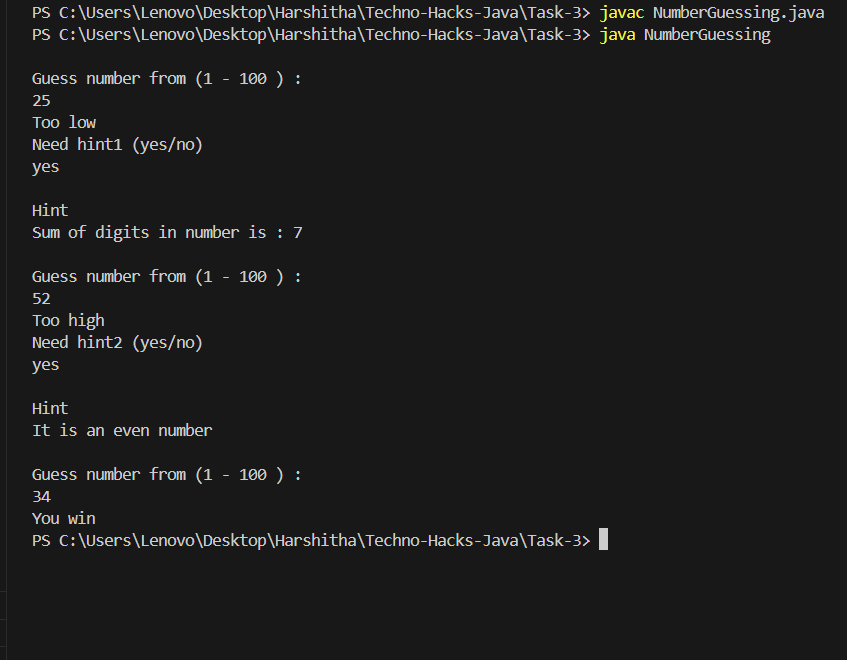 PS C:\Users\Lenovo\Desktop\Harshitha\Techno-Hacks-Java\Task-3> javac NumberGuessing.java
PS C:\Users\Lenovo\Desktop\Harshitha\Techno-Hacks-Java\Task-3> java NumberGuessing
Guess number from (1 - 100 ) :
25
Too low
Need hint1 (yes/no)
yes
Hint
Sum of digits in number is : 7
Guess number from (1 - 100 ) :
52
Too high
Need hint2 (yes/no)
yes
Hint
It is an even number
Guess number from (1 - 100 ) :
34
You win
PS C:\Users\Lenovo\Desktop\Harshitha\Techno-Hacks-Java\Task-3>